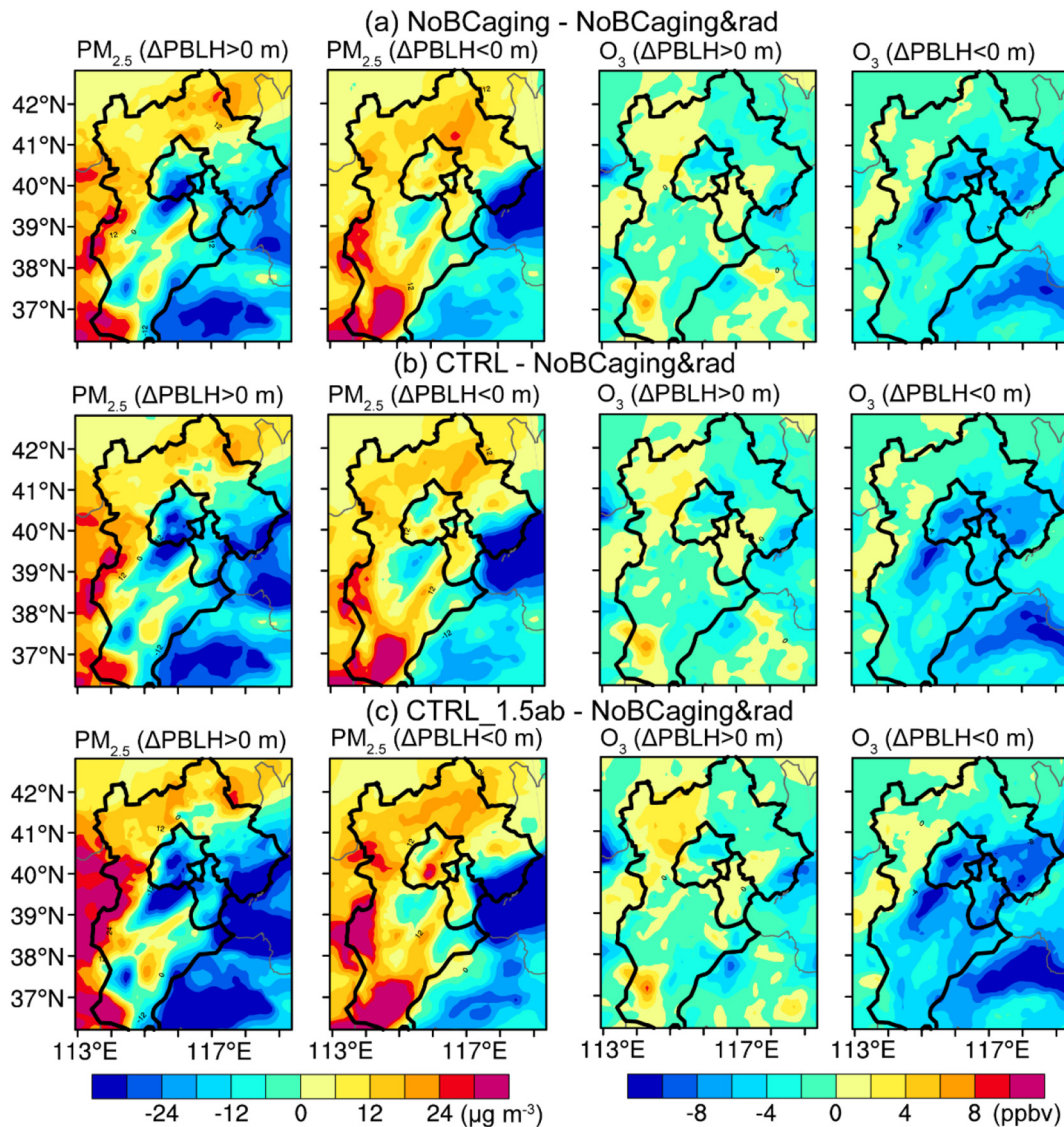 (a) NoBCaging - NoBCaging&rad
PM2.5 (ΔPBLH>0 m) PM2.5 (ΔPBLH<0 m) O3 (ΔPBLH>0 m) O3 (ΔPBLH<0 m)
42°N
41°N
40°N
39°N
38°N
37°N
(b) CTRL - NoBCaging&rad
PM2.5 (ΔPBLH>0 m) PM2.5 (ΔPBLH<0 m) O3 (ΔPBLH>0 m) O3 (ΔPBLH<0 m)
42°N
41°N
40°N
39°N
38°N
37°N
(c) CTRL_1.5ab - NoBCaging&rad
PM2.5 (ΔPBLH>0 m) PM2.5 (ΔPBLH<0 m) O3 (ΔPBLH>0 m) O3 (ΔPBLH<0 m)
42°N
41°N
40°N
39°N
38°N
37°N
113°E 117°E 113°E 117°E 113°E 117°E 113°E 117°E
-24 -12 0 12 24 (µg m-3) -8 -4 0 4 8 (ppbv)